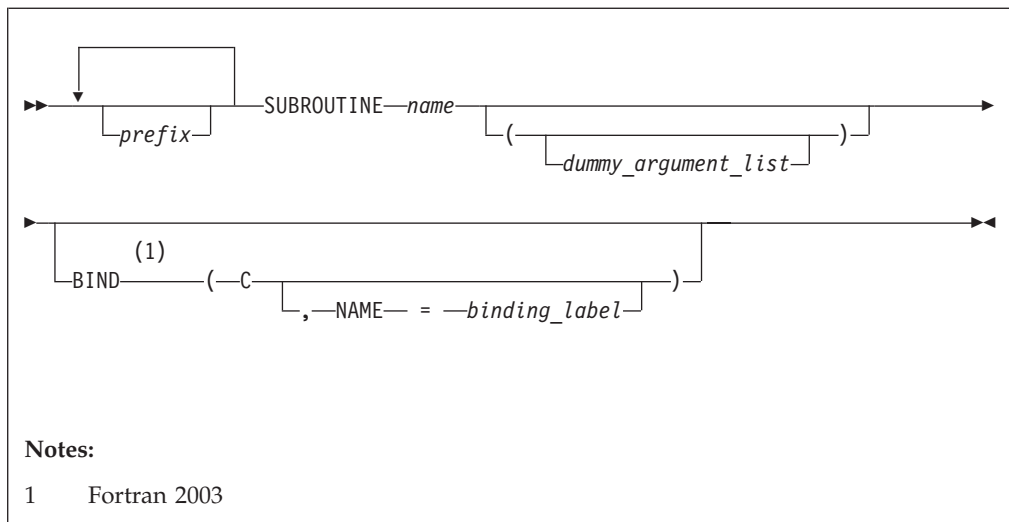 SUBROUTINE name
prefix ( )
dummy_argument_list
(1)
BIND ( C )
, NAME = binding_label
Notes:
1 Fortran 2003